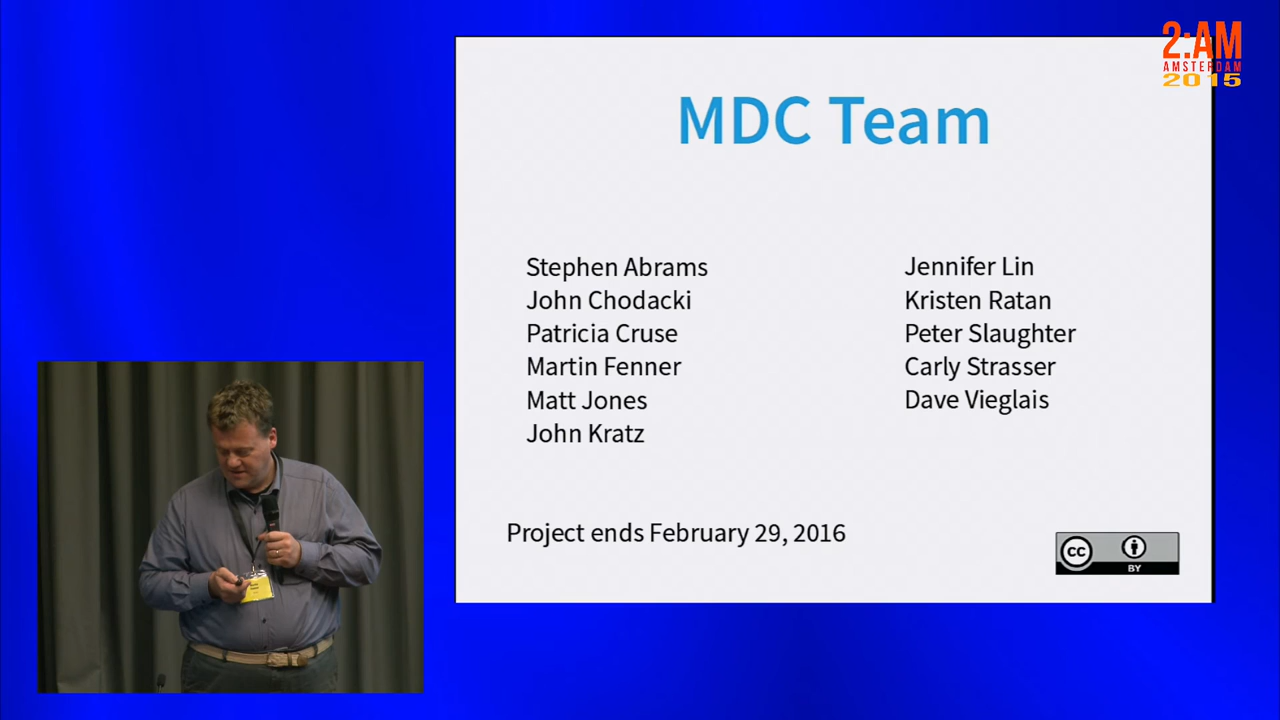 2:AM
AMSTERDAM
2015
MDC Team
Stephen Abrams
John Chodacki
Patricia Cruse
Martin Fenner
Matt Jones
John Kratz
Jennifer Lin
Kristen Ratan
Peter Slaughter
Carly Strasser
Dave Vieglais
Project ends February 29, 2016
cc
BY